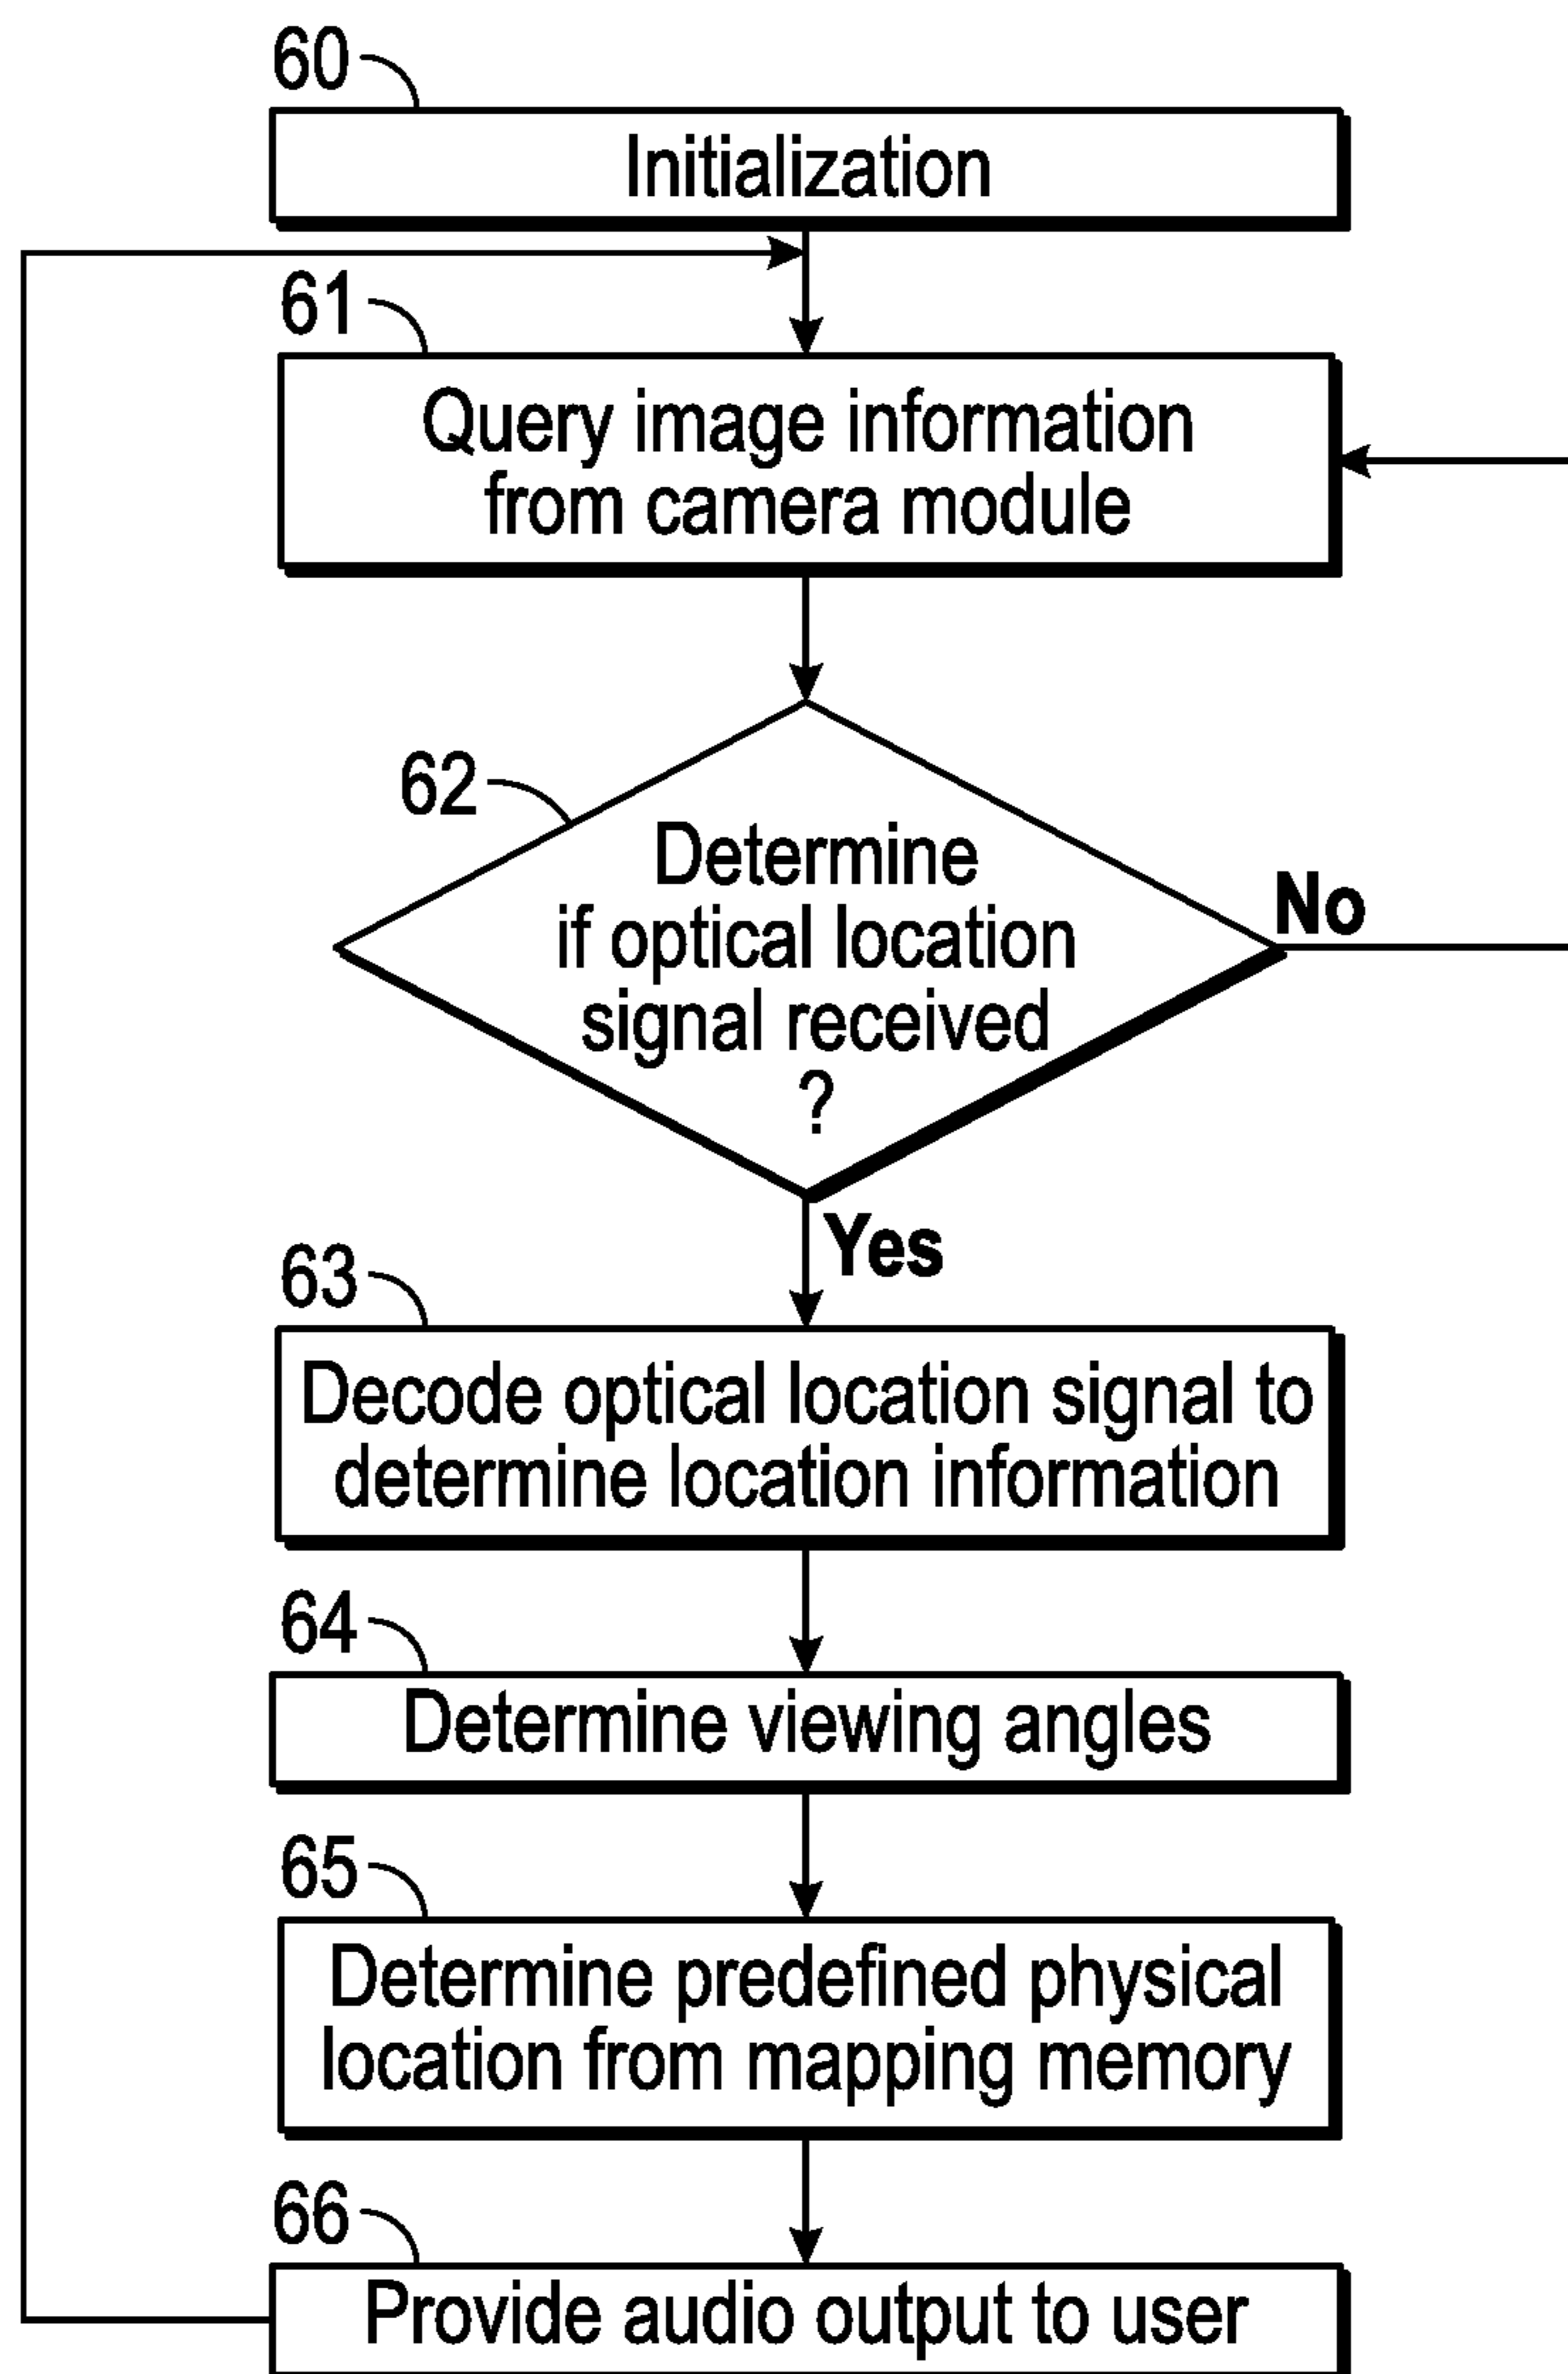 60
Initialization
61
Query image information
from camera module
62
Determine
if optical location
signal received
?
No
Yes
63
Decode optical location signal to
determine location information
64
Determine viewing angles
65
Determine predefined physical
location from mapping memory
66
Provide audio output to user